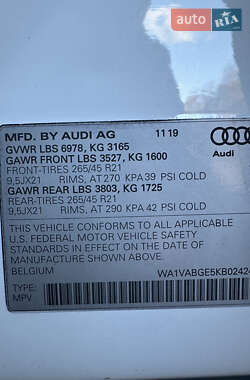 AUTO.RIA
MFD. BY AUDI AG 11 19
GVWR LBS 6978, KG 3165
GAWR FRONT LBS 3527, KG 1600
FRONT-TIRES 265/45 R21
9,5JX21 RIMS, AT 270 KPA 39 PSI COLD
GAWR REAR LBS 3803, KG 1725
REAR-TIRES 265/45 R21
9,5JX21 RIMS, AT 290 KPA 42 PSI COLD
Audi
THIS VEHICLE CONFORMS TO ALL APPLICABLE
U.S. FEDERAL MOTOR VEHICLE SAFETY
STANDARDS IN EFFECT ON THE DATE OF
MANUFACTURE SHOWN ABOVE.
BELGIUM WA1VABGE5KB0242
TYPE:
MPV